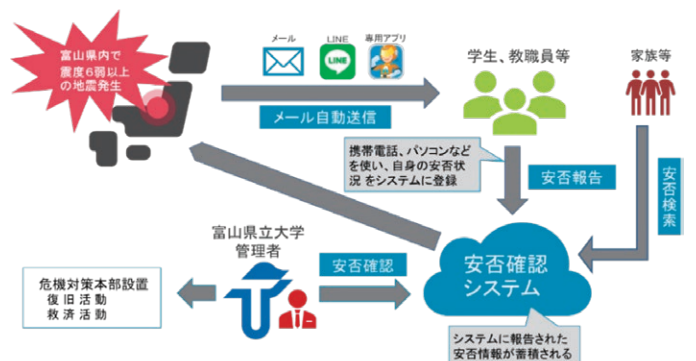 富山県内で
震度6弱以上
の地震発生
メール
LINE
専用アプリ
LINE
メール自動送信
学生、教職員等
家族等
携帯電話、パソコンなど
を使い、自身の安否状
況 をシステムに登録
安否報告
安否検索
富山県立大学
管理者
安否確認
安否確認
システム
危機対策本部設置
復旧活動
救済活動
システムに報告された
安否情報が蓄積される